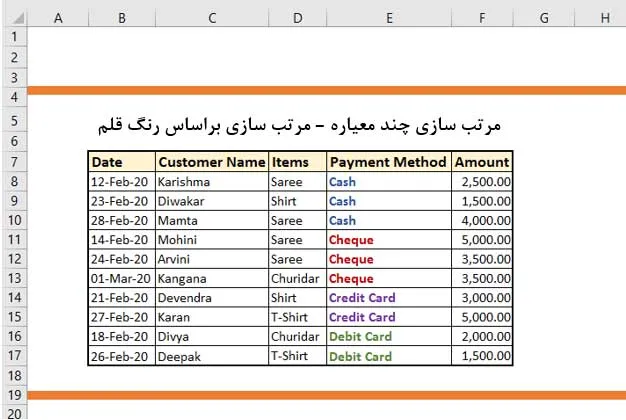 A B C D E F G H
1
2
3
4
5 مرتب سازی چند معیاره - مرتب سازی براساس رنگ قلم
6
7 Date Customer Name Items Payment Method Amount
8 12-Feb-20 Karishma Saree Cash 2,500.00
9 23-Feb-20 Diwakar Shirt Cash 1,500.00
10 28-Feb-20 Mamta Saree Cash 4,000.00
11 14-Feb-20 Mohini Saree Cheque 5,000.00
12 24-Feb-20 Arvini Saree Cheque 3,500.00
13 01-Mar-20 Kangana Churidar Cheque 3,500.00
14 21-Feb-20 Devendra Shirt Credit Card 3,000.00
15 27-Feb-20 Karan T-Shirt Credit Card 5,000.00
16 18-Feb-20 Divya Churidar Debit Card 2,000.00
17 26-Feb-20 Deepak T-Shirt Debit Card 1,500.00
18
19
20